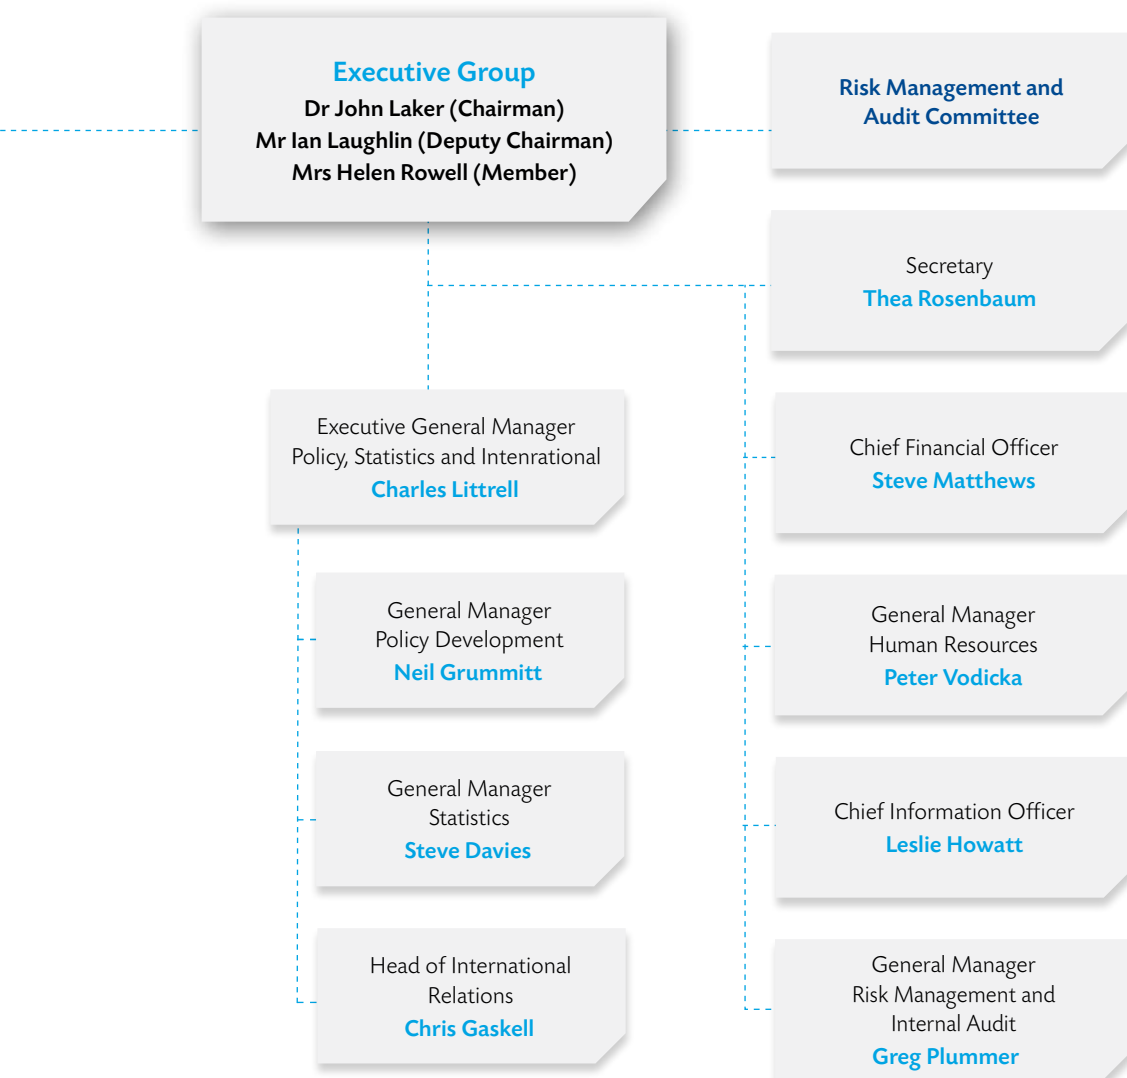 Executive Group
Dr John Laker (Chairman)
Mr Ian Laughlin (Deputy Chairman)
Mrs Helen Rowell (Member)
Risk Management and
Audit Committee
Secretary
Thea Rosenbaum
Executive General Manager
Policy, Statistics and Intenrational
Charles Littrell
Chief Financial Officer
Steve Matthews
General Manager
Policy Development
Neil Grummitt
General Manager
Human Resources
Peter Vodicka
General Manager
Statistics
Steve Davies
Chief Information Officer
Leslie Howatt
Head of International
Relations
Chris Gaskell
General Manager
Risk Management and
Internal Audit
Greg Plummer